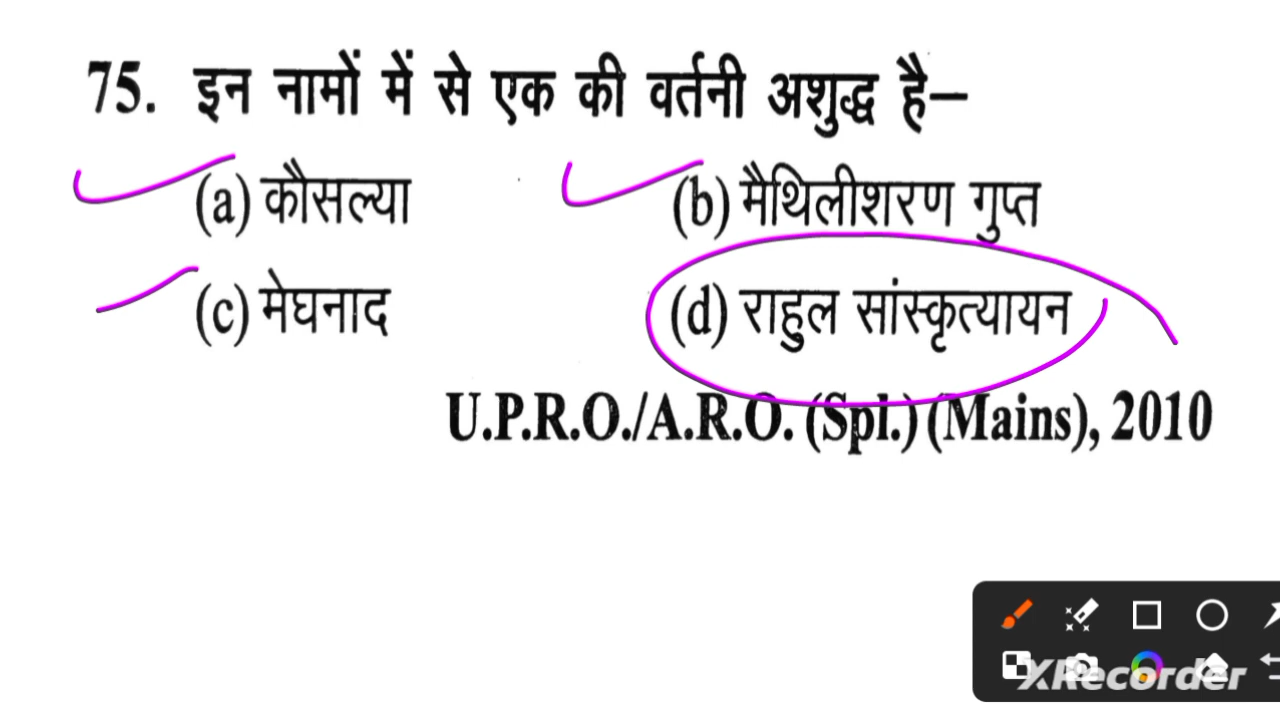 75. इन नामों में से एक की वर्तनी अशुद्ध है–
(a) कौसल्या (b) मैथिलीशरण गुप्त
(c) मेघनाद (d) राहुल सांस्कृत्यायन
U.P.R.O./A.R.O. (Spl.) (Mains), 2010
XRecorder